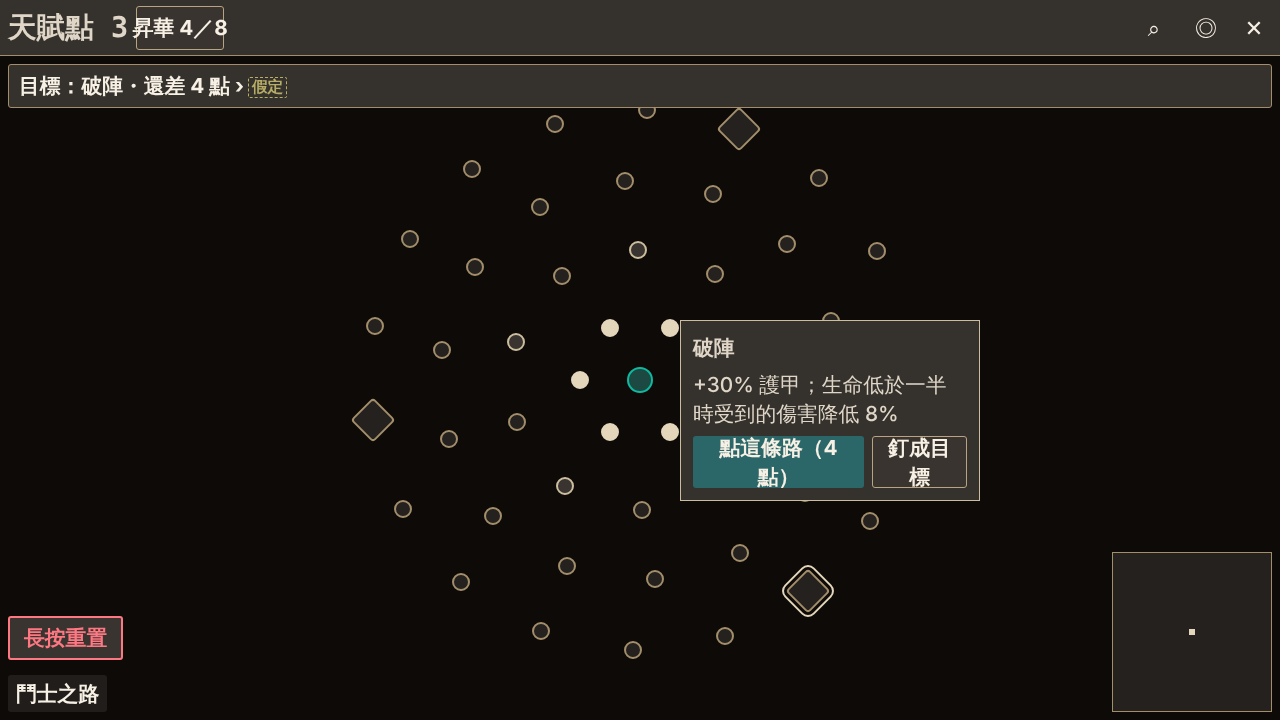 天賦點 3
昇華 4／8
目標：破陣・還差 4 點 › 假定
破陣
+30% 護甲；生命低於一半
時受到的傷害降低 8%
點這條路（4
點）
釘成目
標
長按重置
鬥士之路